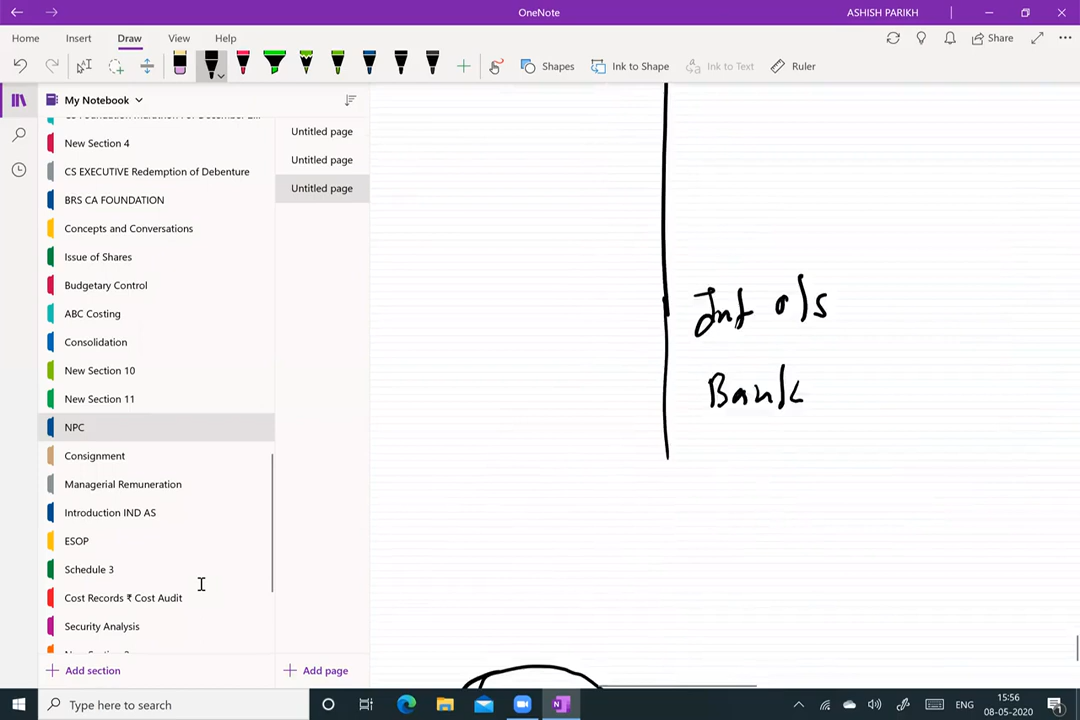 OneNote
ASHISH PARIKH
Home
Insert
Draw
View
Help
Share
Shapes
Ink to Shape
Ink to Text
Ruler
My Notebook
New Section 4
CS EXECUTIVE Redemption of Debenture
BRS CA FOUNDATION
Concepts and Conversations
Issue of Shares
Budgetary Control
ABC Costing
Consolidation
New Section 10
New Section 11
NPC
Consignment
Managerial Remuneration
Introduction IND AS
ESOP
Schedule 3
Cost Records ₹ Cost Audit
Security Analysis
Add section
Untitled page
Untitled page
Untitled page
Add page
Int o/s
Bank
Type here to search
ENG
15:56
08-05-2020